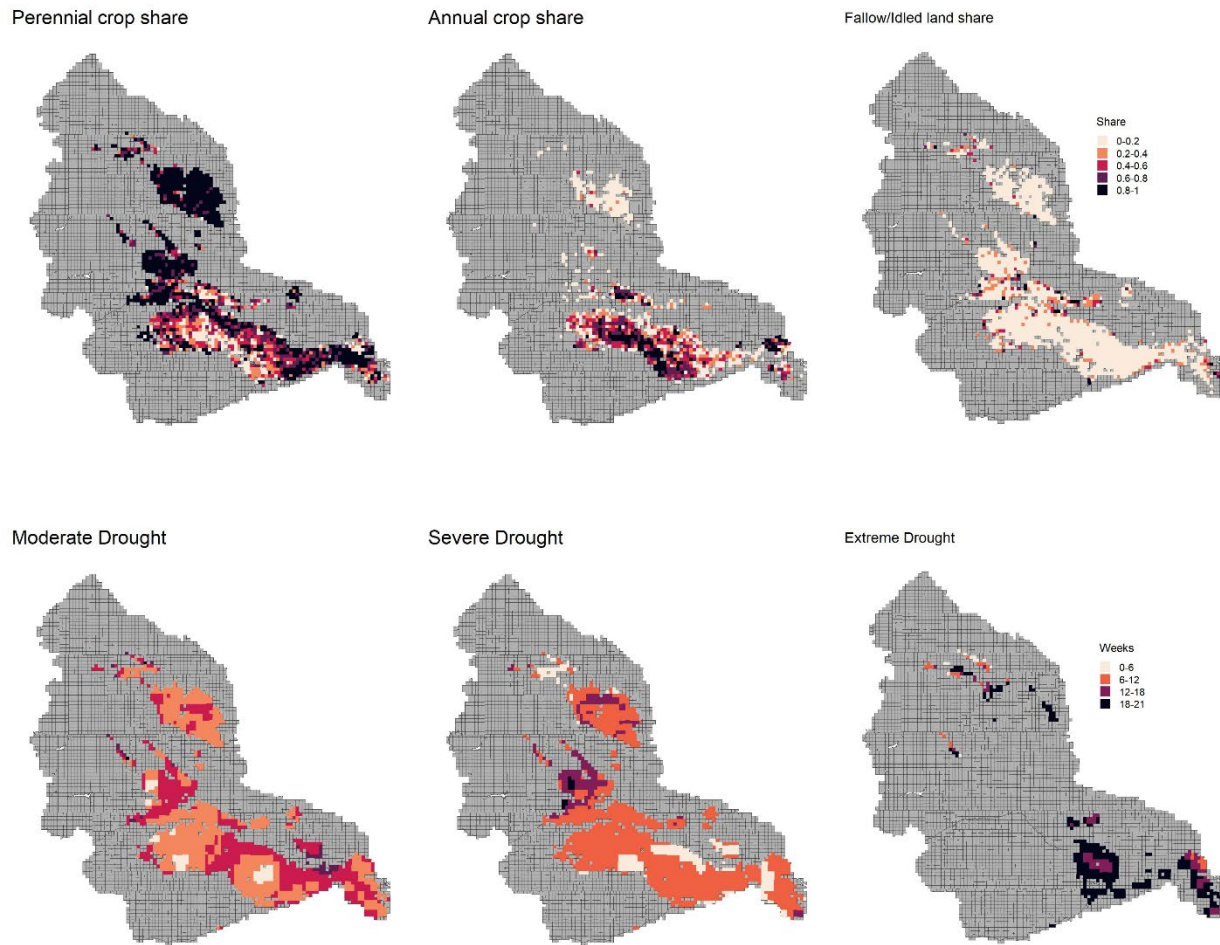 Perennial crop share
Annual crop share
Fallow/Idled land share
Share
0-0.2
0.2-0.4
0.4-0.6
0.6-0.8
0.8-1
Moderate Drought
Severe Drought
Extreme Drought
Weeks
0-6
6-12
12-18
18-21